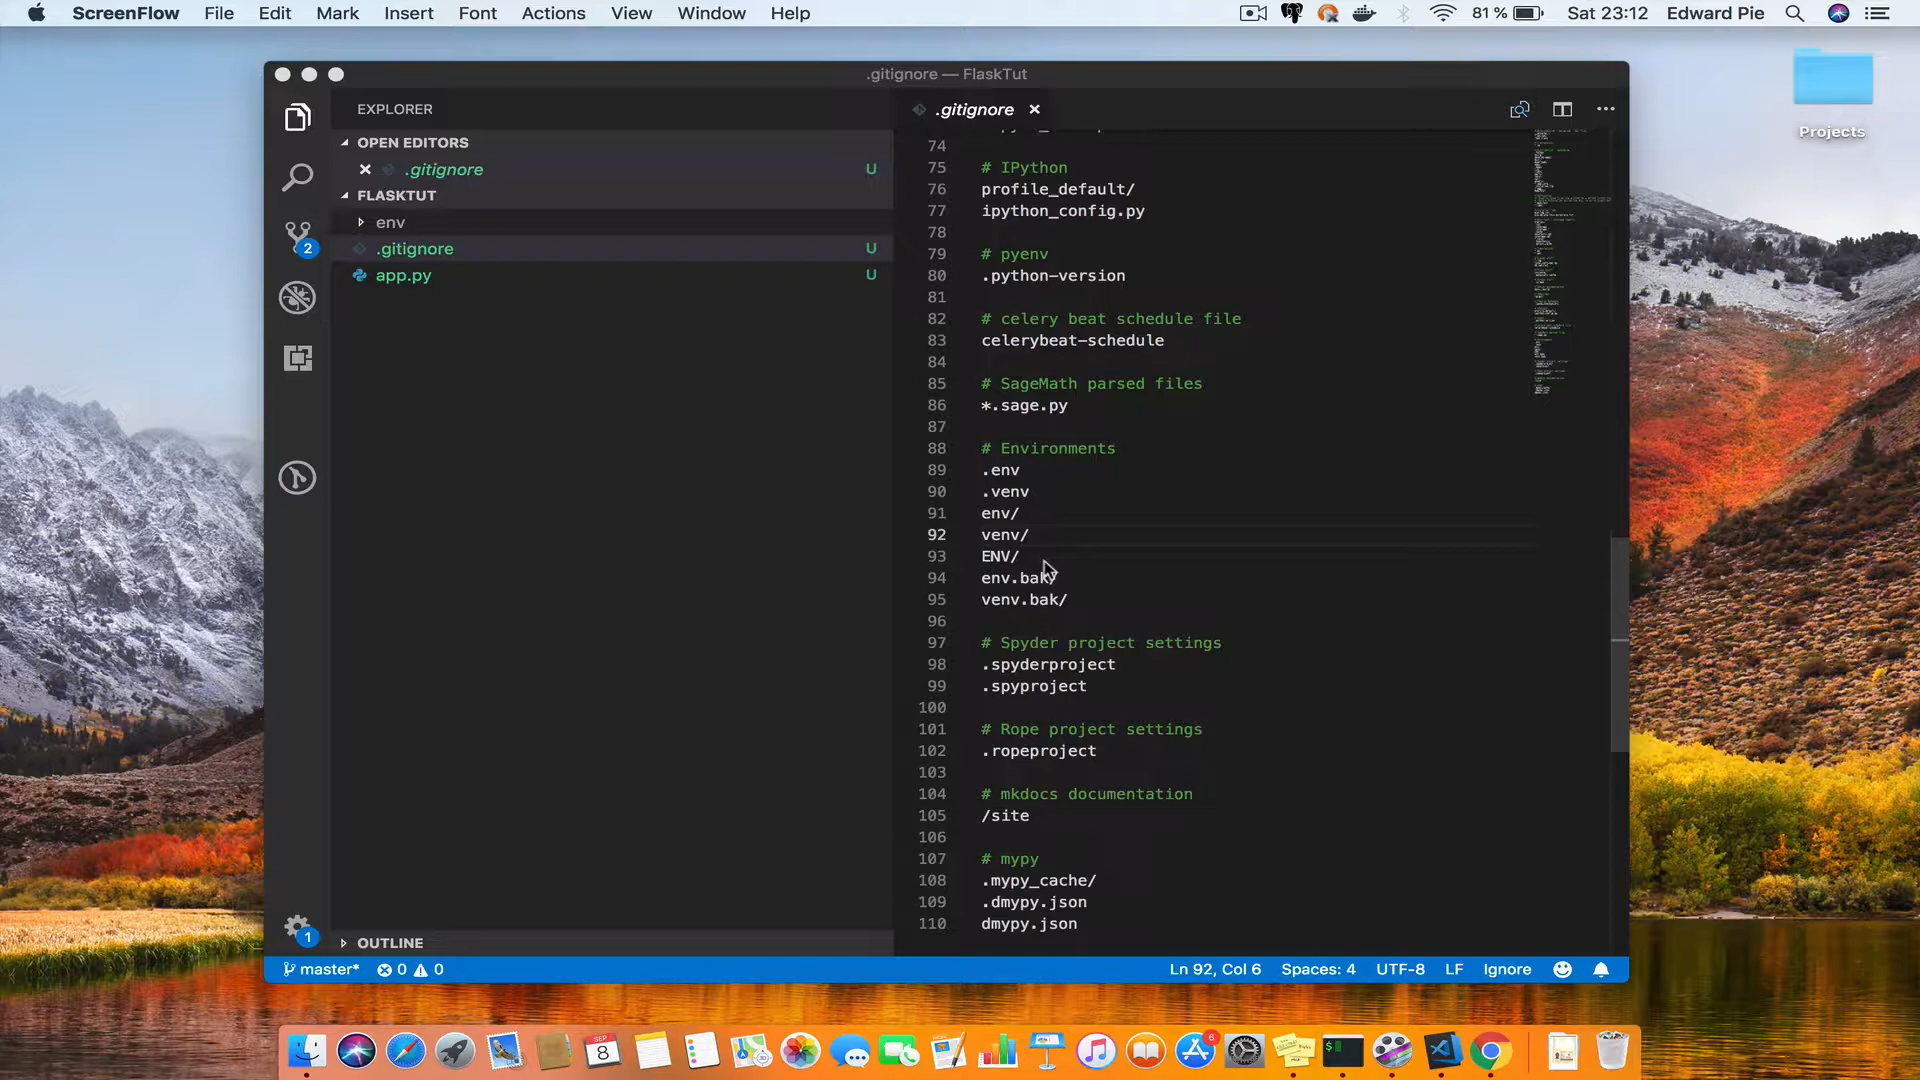 ScreenFlow File Edit Mark Insert Font Actions View Window Help 81 % Sat 23:12 Edward Pie
.gitignore — FlaskTut
Projects
EXPLORER
OPEN EDITORS
.gitignore U
FLASKTUT
env
.gitignore U
app.py U
2
1
OUTLINE
.gitignore
74
75 # IPython
76 profile_default/
77 ipython_config.py
78
79 # pyenv
80 .python-version
81
82 # celery beat schedule file
83 celerybeat-schedule
84
85 # SageMath parsed files
86 *.sage.py
87
88 # Environments
89 .env
90 .venv
91 env/
92 venv/
93 ENV/
94 env.bak/
95 venv.bak/
96
97 # Spyder project settings
98 .spyderproject
99 .spyproject
100
101 # Rope project settings
102 .ropeproject
103
104 # mkdocs documentation
105 /site
106
107 # mypy
108 .mypy_cache/
109 .dmypy.json
110 dmypy.json
master* 0 0 Ln 92, Col 6 Spaces: 4 UTF-8 LF Ignore
SEP
8
6